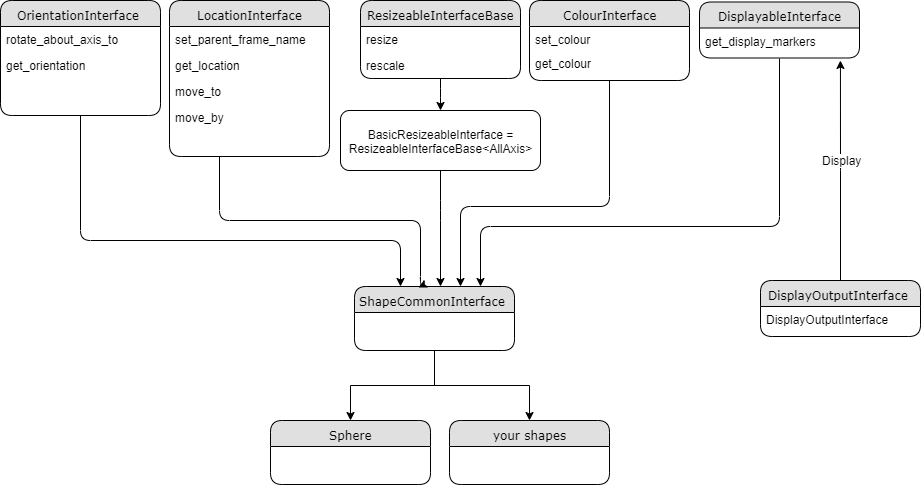 OrientationInterface
rotate_about_axis_to
get_orientation
LocationInterface
set_parent_frame_name
get_location
move_to
move_by
ResizeableInterfaceBase
resize
rescale
ColourInterface
set_colour
get_colour
DisplayableInterface
get_display_markers
BasicResizeableInterface =
ResizeableInterfaceBase<AllAxis>
Display
ShapeCommonInterface
DisplayOutputInterface
DisplayOutputInterface
Sphere
your shapes